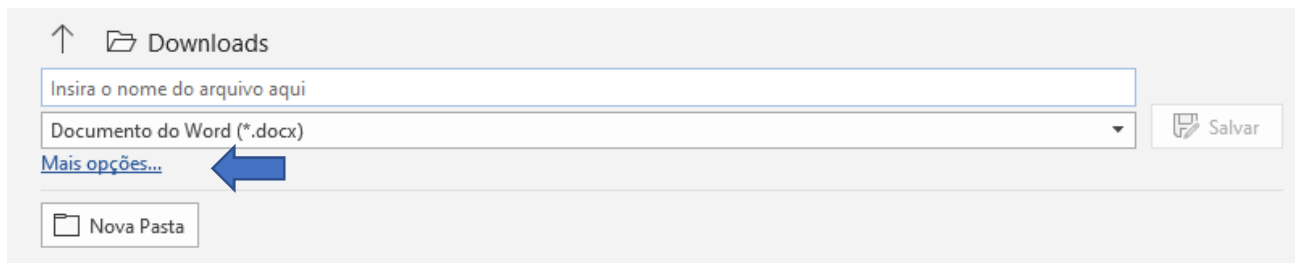 Downloads
Insira o nome do arquivo aqui
Documento do Word (*.docx)
Salvar
Mais opções...
Nova Pasta